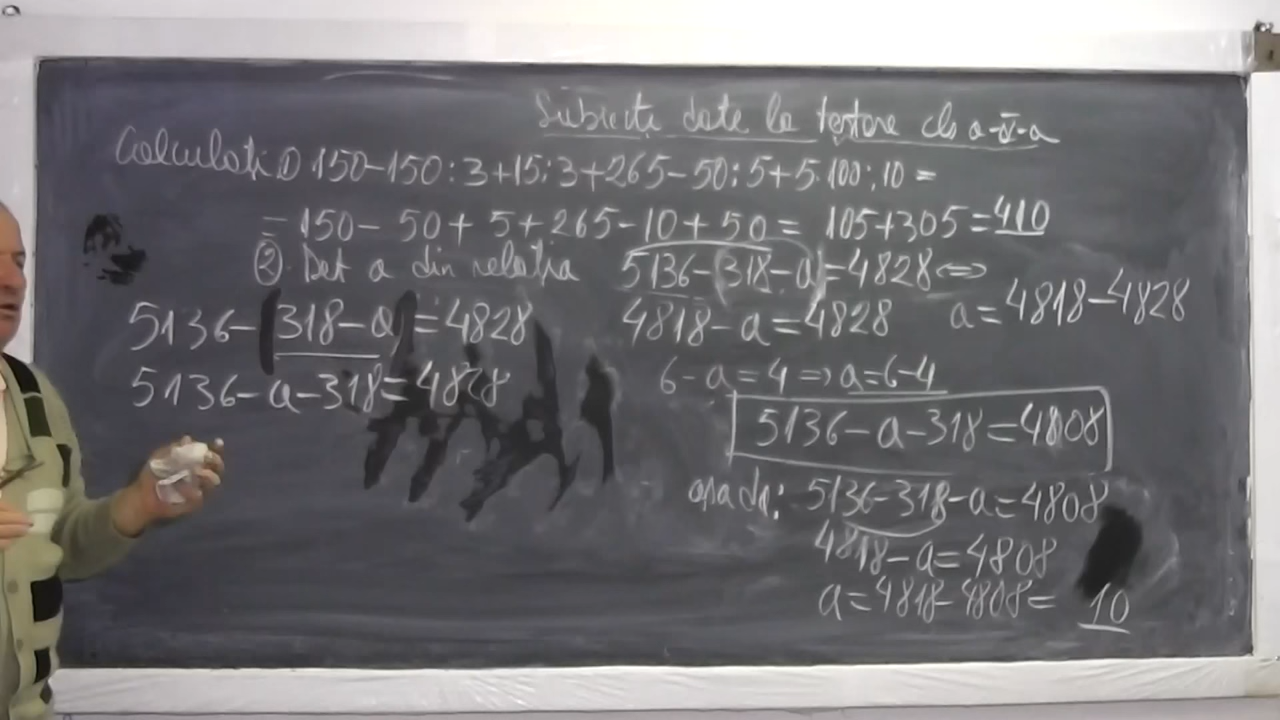 Subiecte date la testare cls a-V-a
Calculați ① 150-150:3+15:3+265-50:5+5·100:10=
=150-50+5+265-10+50= 105+305=410
②. Det a din relația 5136-(318-a)=4828⇔
5136-(318-a)=4828
5136-a-318=4828
4818-a=4828 a=4818-4828
6-a=4⇒a=6-4
5136-a-318=4808
așadar: 5136-318-a=4808
4818-a=4808
a=4818-4808= 10